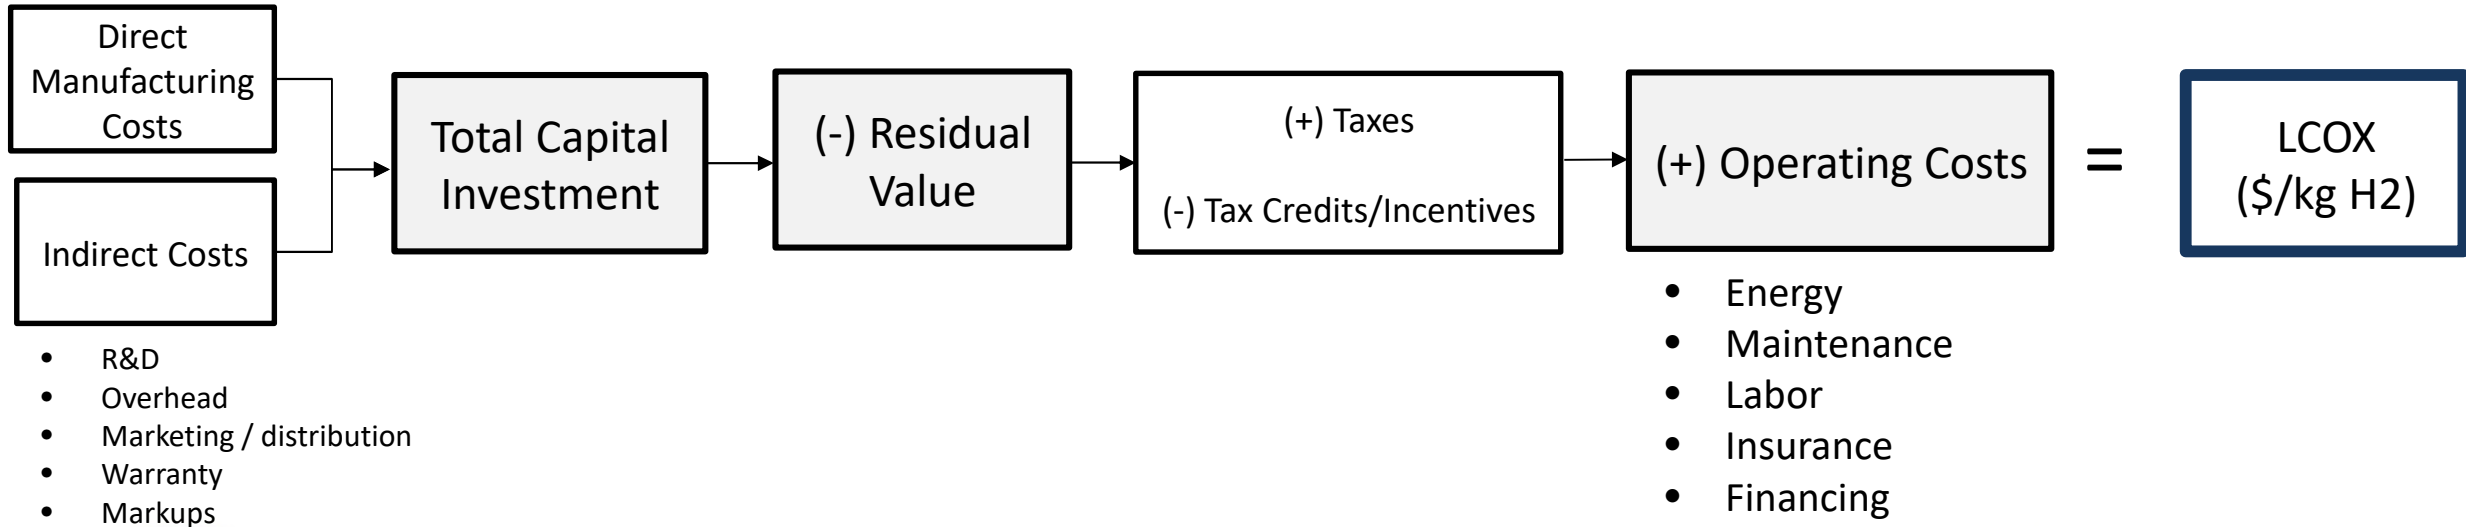 Direct
Manufacturing
Costs
Indirect Costs
• R&D
• Overhead
• Marketing / distribution
• Warranty
• Markups
Total Capital
Investment
(-) Residual
Value
(+) Taxes
(-) Tax Credits/Incentives
(+) Operating Costs
• Energy
• Maintenance
• Labor
• Insurance
• Financing
=
LCOX
($/kg H2)